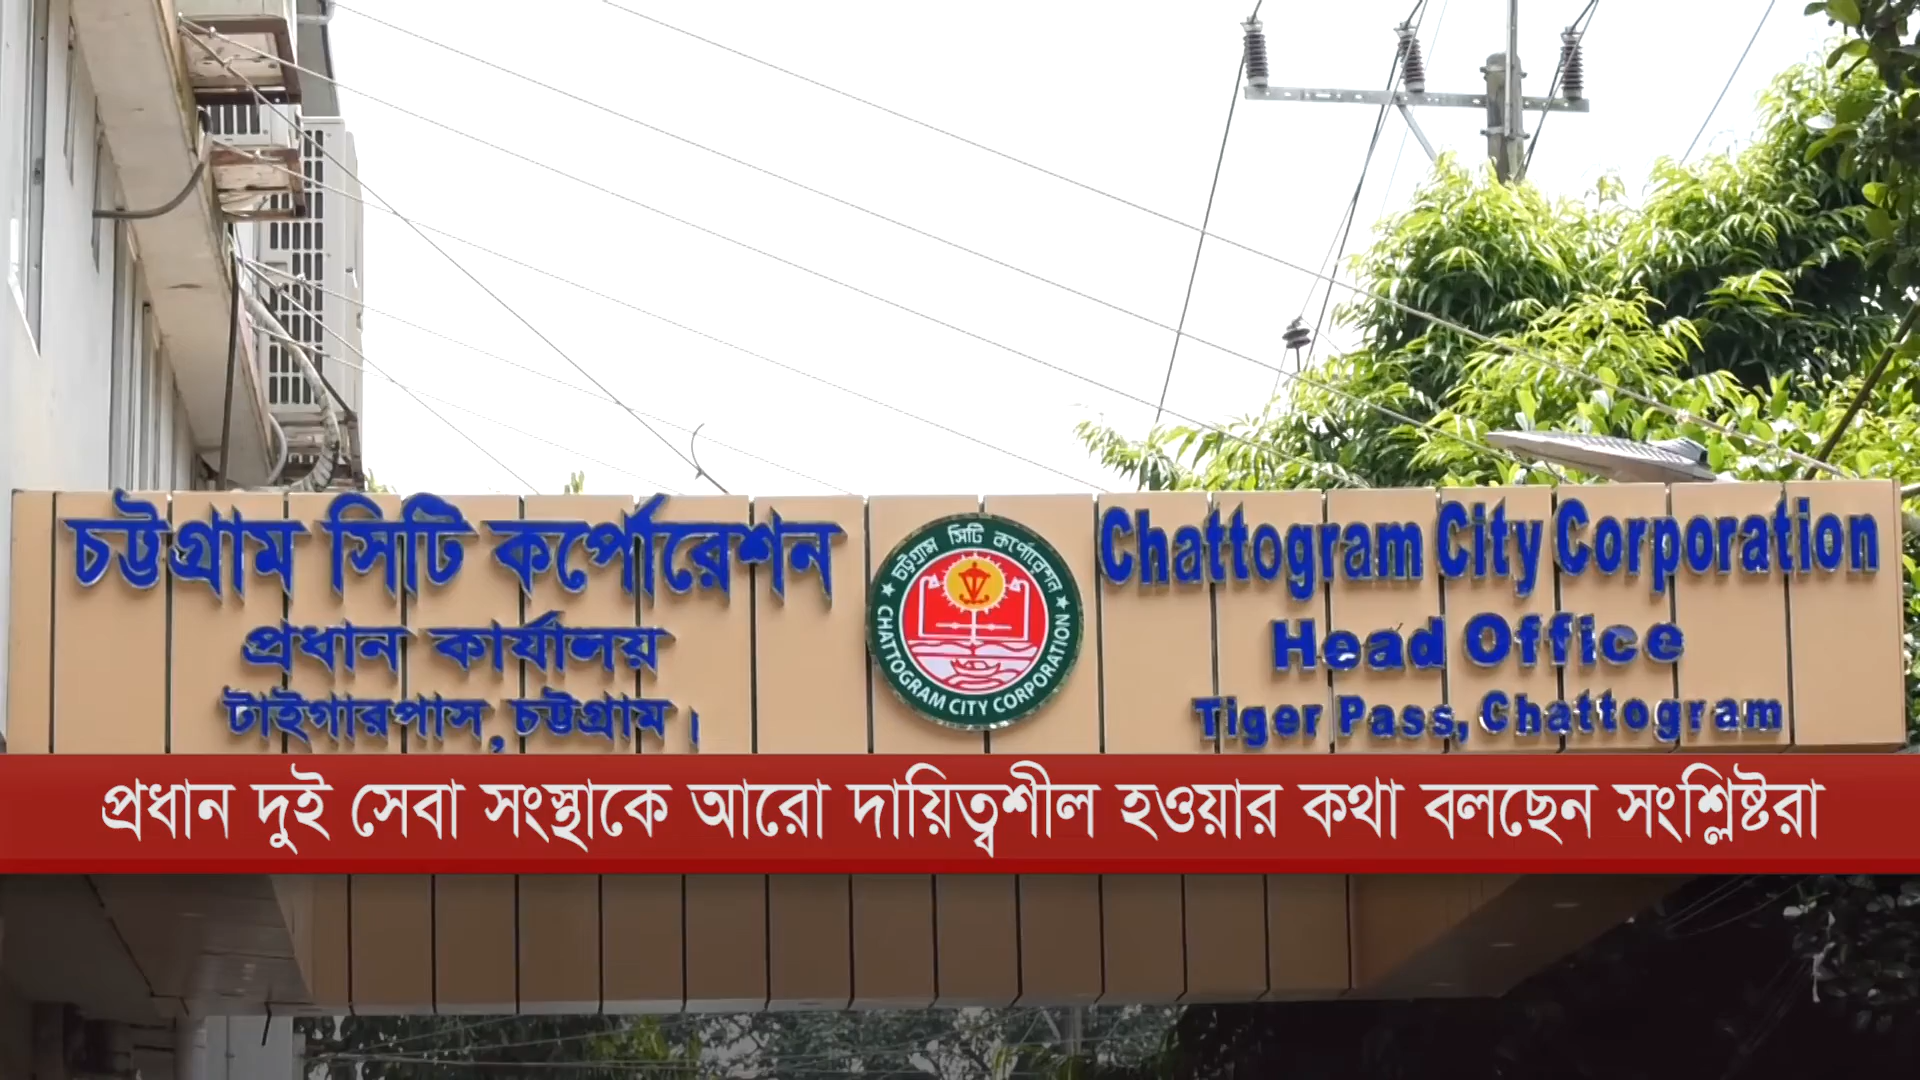 চট্টগ্রাম সিটি কর্পোরেশন
প্রধান কার্যালয়
টাইগারপাস, চট্টগ্রাম।
চট্টগ্রাম সিটি কর্পোরেশন
CHATTOGRAM CITY CORPORATION
Chattogram City Corporation
Head Office
Tiger Pass, Chattogram
প্রধান দুই সেবা সংস্থাকে আরো দায়িত্বশীল হওয়ার কথা বলছেন সংশ্লিষ্টরা